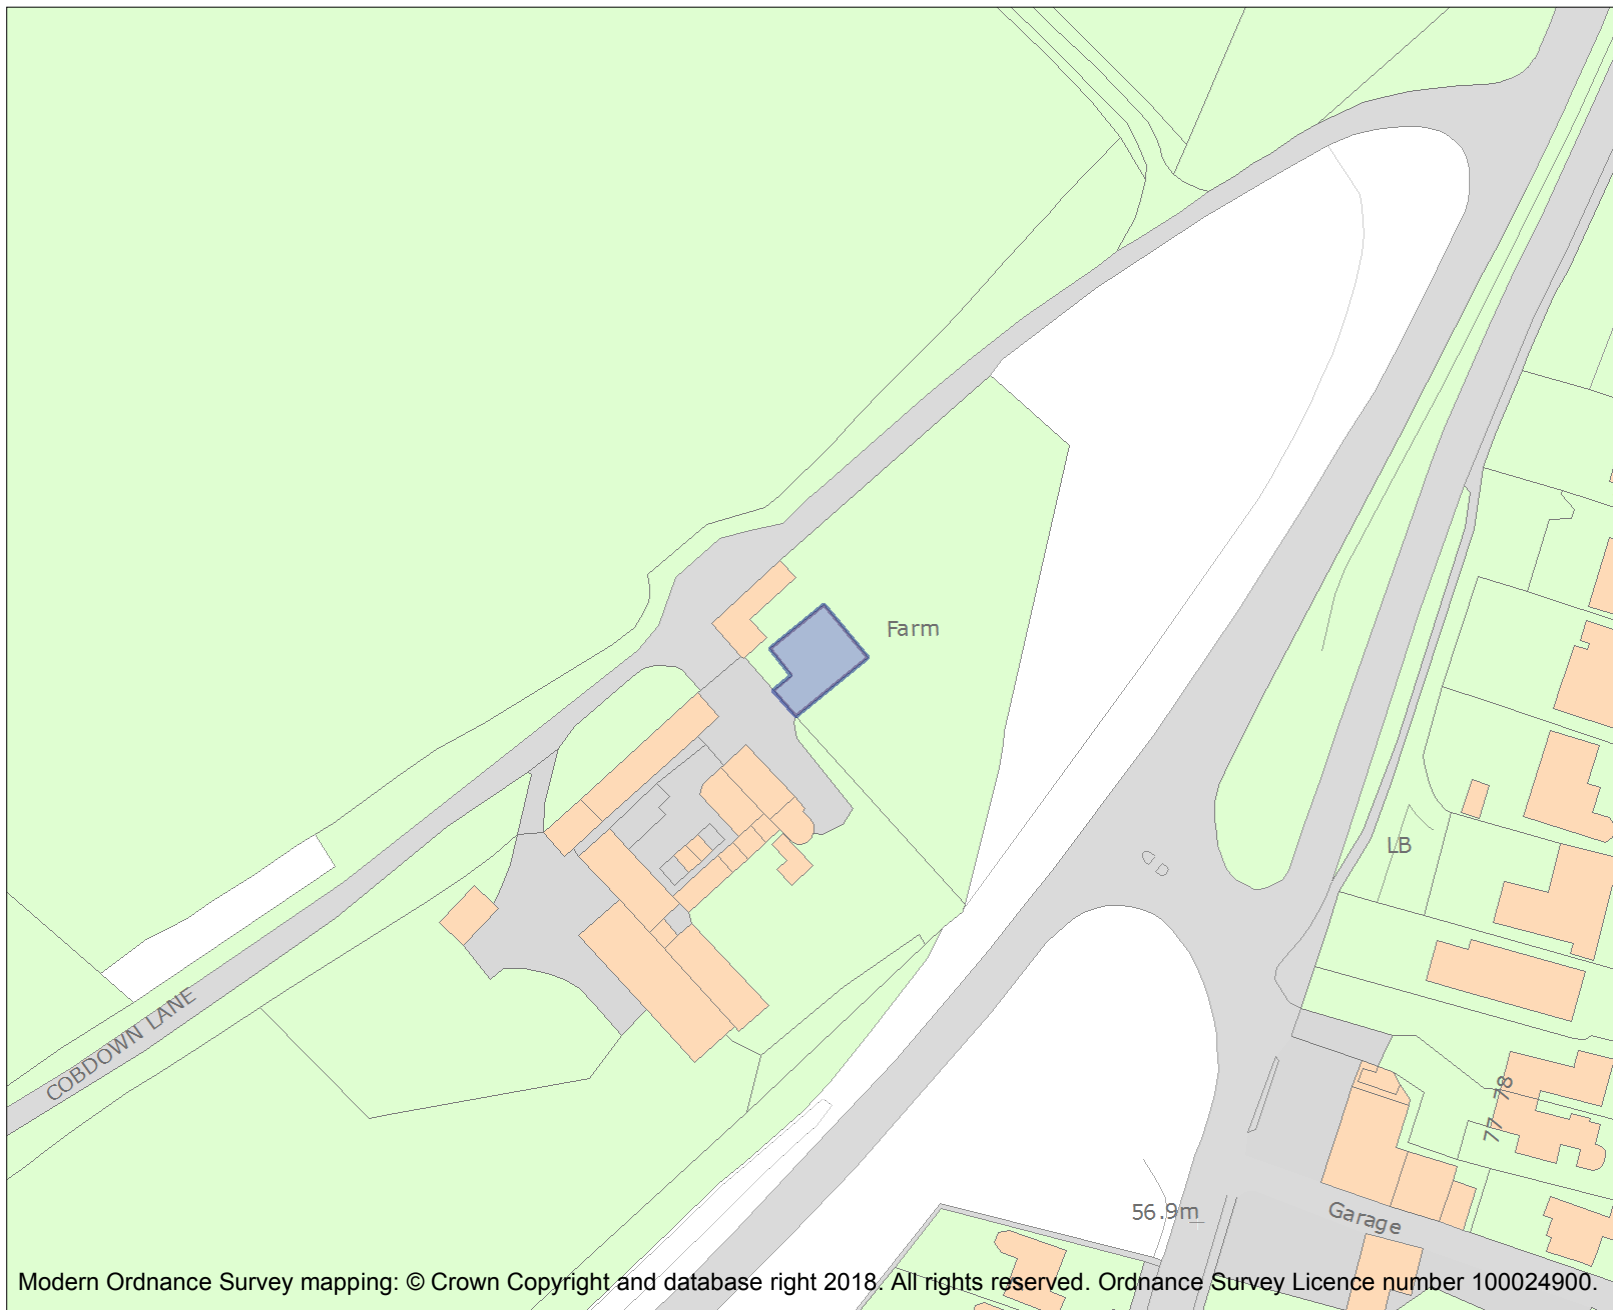 Farm
LB
COBDOWN LANE
77
78
56.9m
Garage
Modern Ordnance Survey mapping: © Crown Copyright and database right 2018. All rights reserved. Ordnance Survey Licence number 100024900.